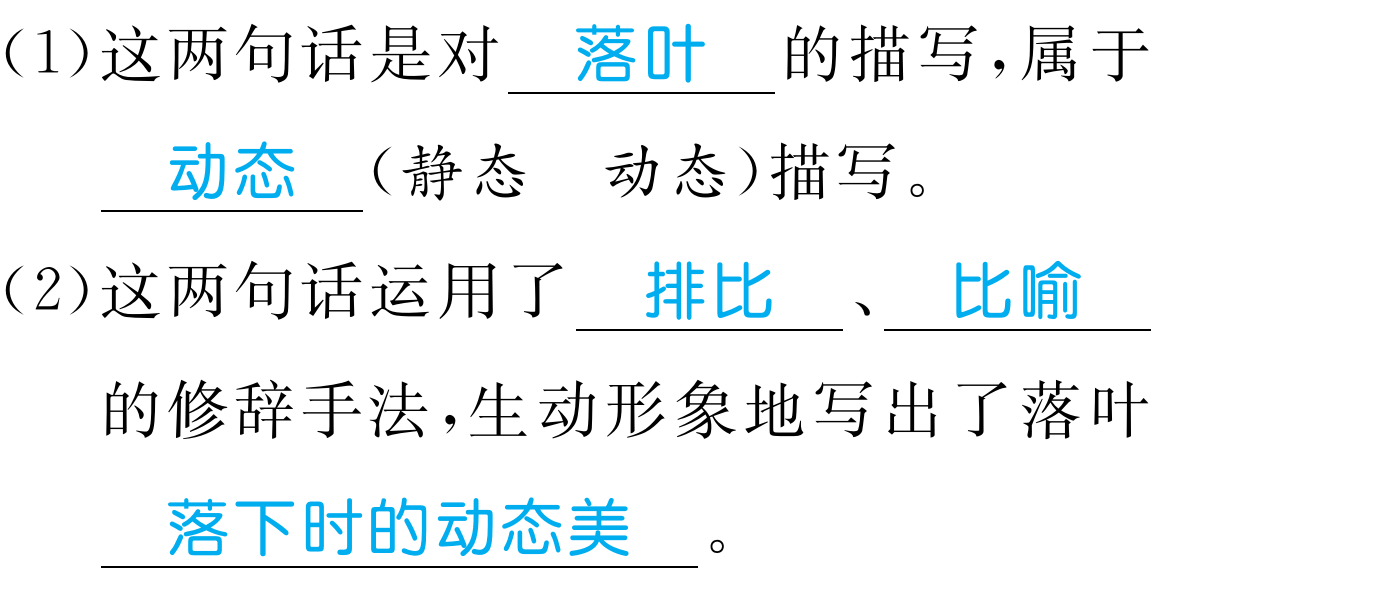 (1)这两句话是对 落叶 的描写,属于
动态 (静态 动态)描写。
(2)这两句话运用了 排比 、 比喻
的修辞手法,生动形象地写出了落叶
落下时的动态美 。